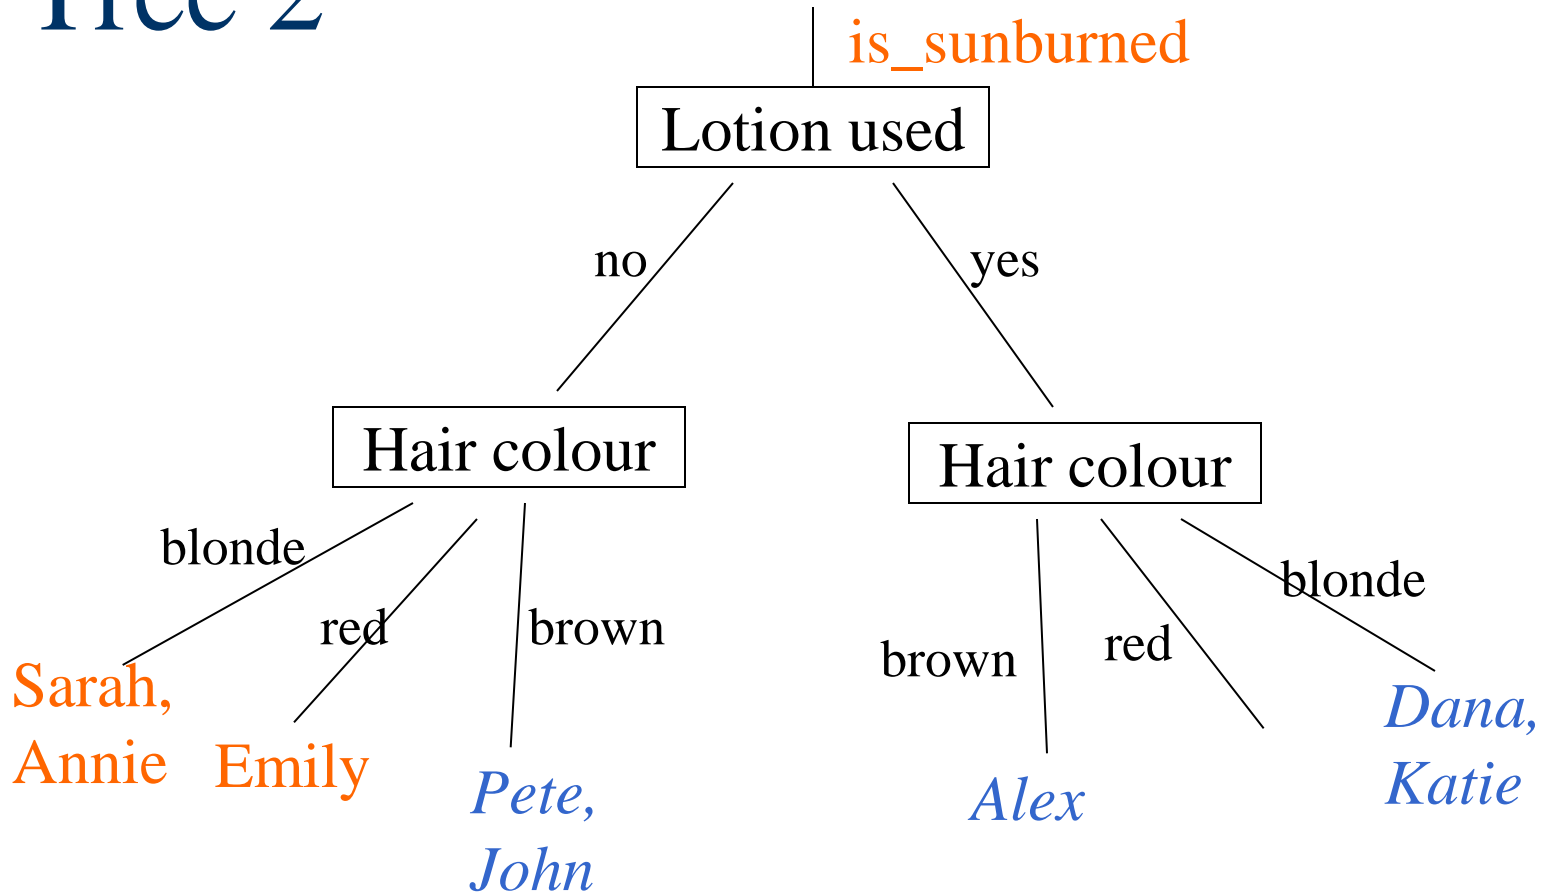 Tree 2
is_sunburned
Lotion used
no
yes
Hair colour
Hair colour
blonde
red
brown
brown
red
blonde
Sarah,
Annie
Emily
Pete,
John
Alex
Dana,
Katie